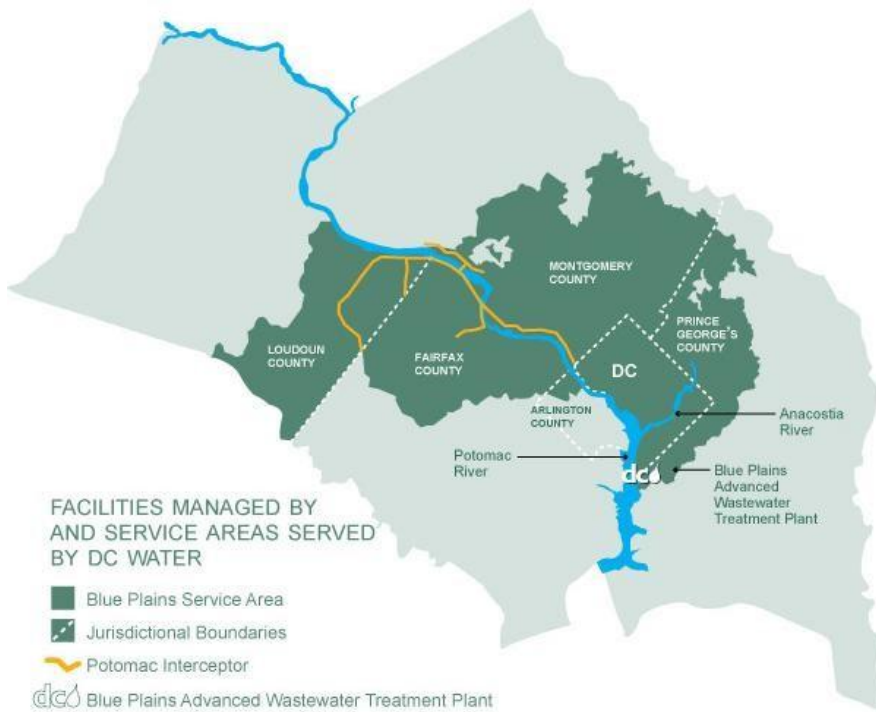 MONTGOMERY
COUNTY
PRINCE
GEORGE'S
COUNTY
LOUDOUN
COUNTY
FAIRFAX
COUNTY
DC
ARLINGTON
COUNTY
Anacostia
River
Potomac
River
dc
Blue Plains
Advanced
Wastewater
Treatment Plant
FACILITIES MANAGED BY
AND SERVICE AREAS SERVED
BY DC WATER
Blue Plains Service Area
Jurisdictional Boundaries
Potomac Interceptor
dc Blue Plains Advanced Wastewater Treatment Plant